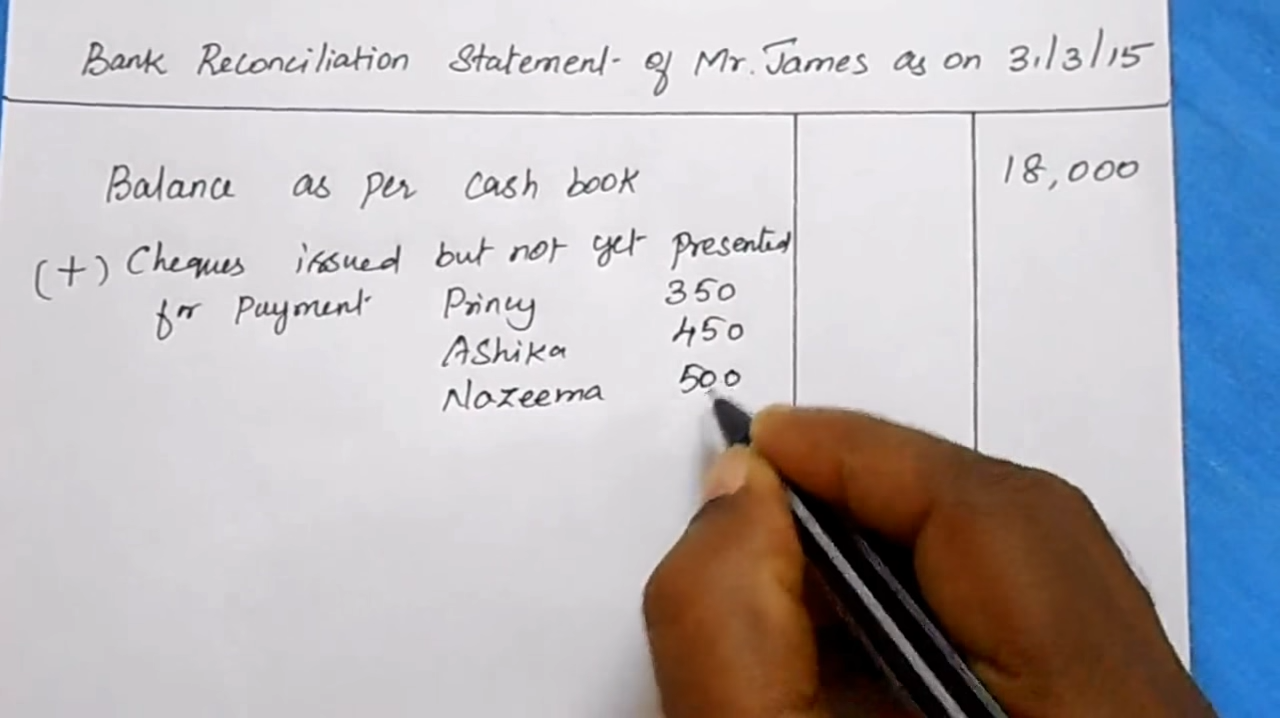 Bank Reconciliation Statement of Mr. James as on 31/3/15
Balance as per cash book 18,000
(+) Cheques issued but not yet presented
for Payment Princy 350
Ashika 450
Nazeema 500